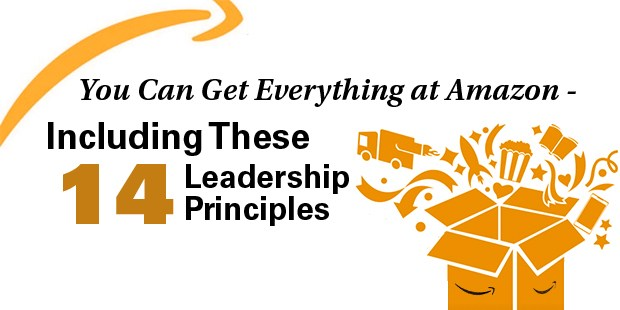 You Can Get Everything at Amazon -
Including These
14 Leadership
Principles